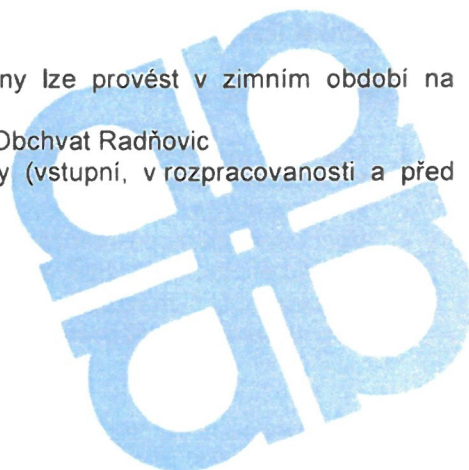 ny lze provést v zimním období na
Obchvat Radňovic
y (vstupní, v rozpracovanosti a před